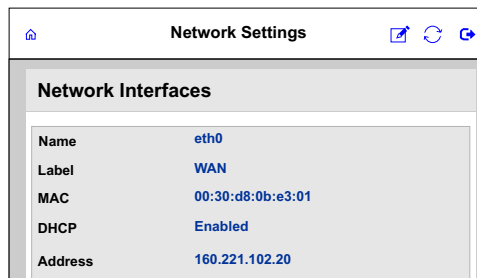 Network Settings
Network Interfaces
Name eth0
Label WAN
MAC 00:30:d8:0b:e3:01
DHCP Enabled
Address 160.221.102.20